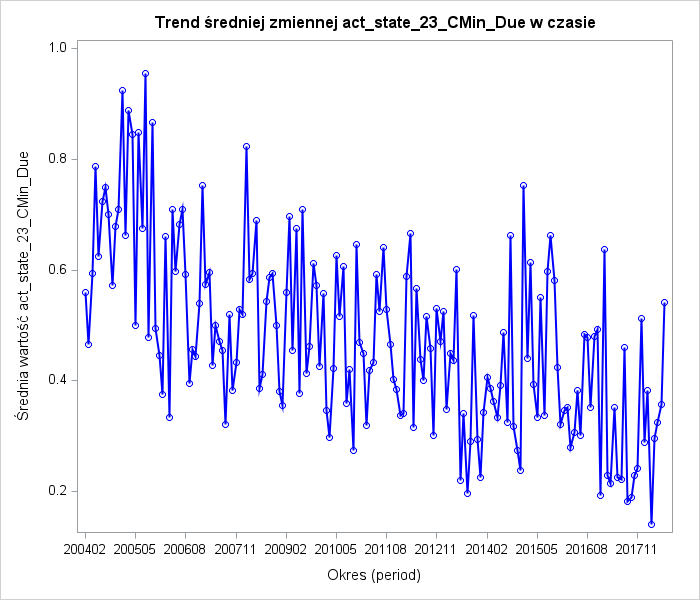 Trend średniej zmiennej act_state_23_CMin_Due w czasie
Średnia wartość act_state_23_CMin_Due
1.0
0.8
0.6
0.4
0.2
200402 200505 200608 200711 200902 201005 201108 201211 201402 201505 201608 201711
Okres (period)